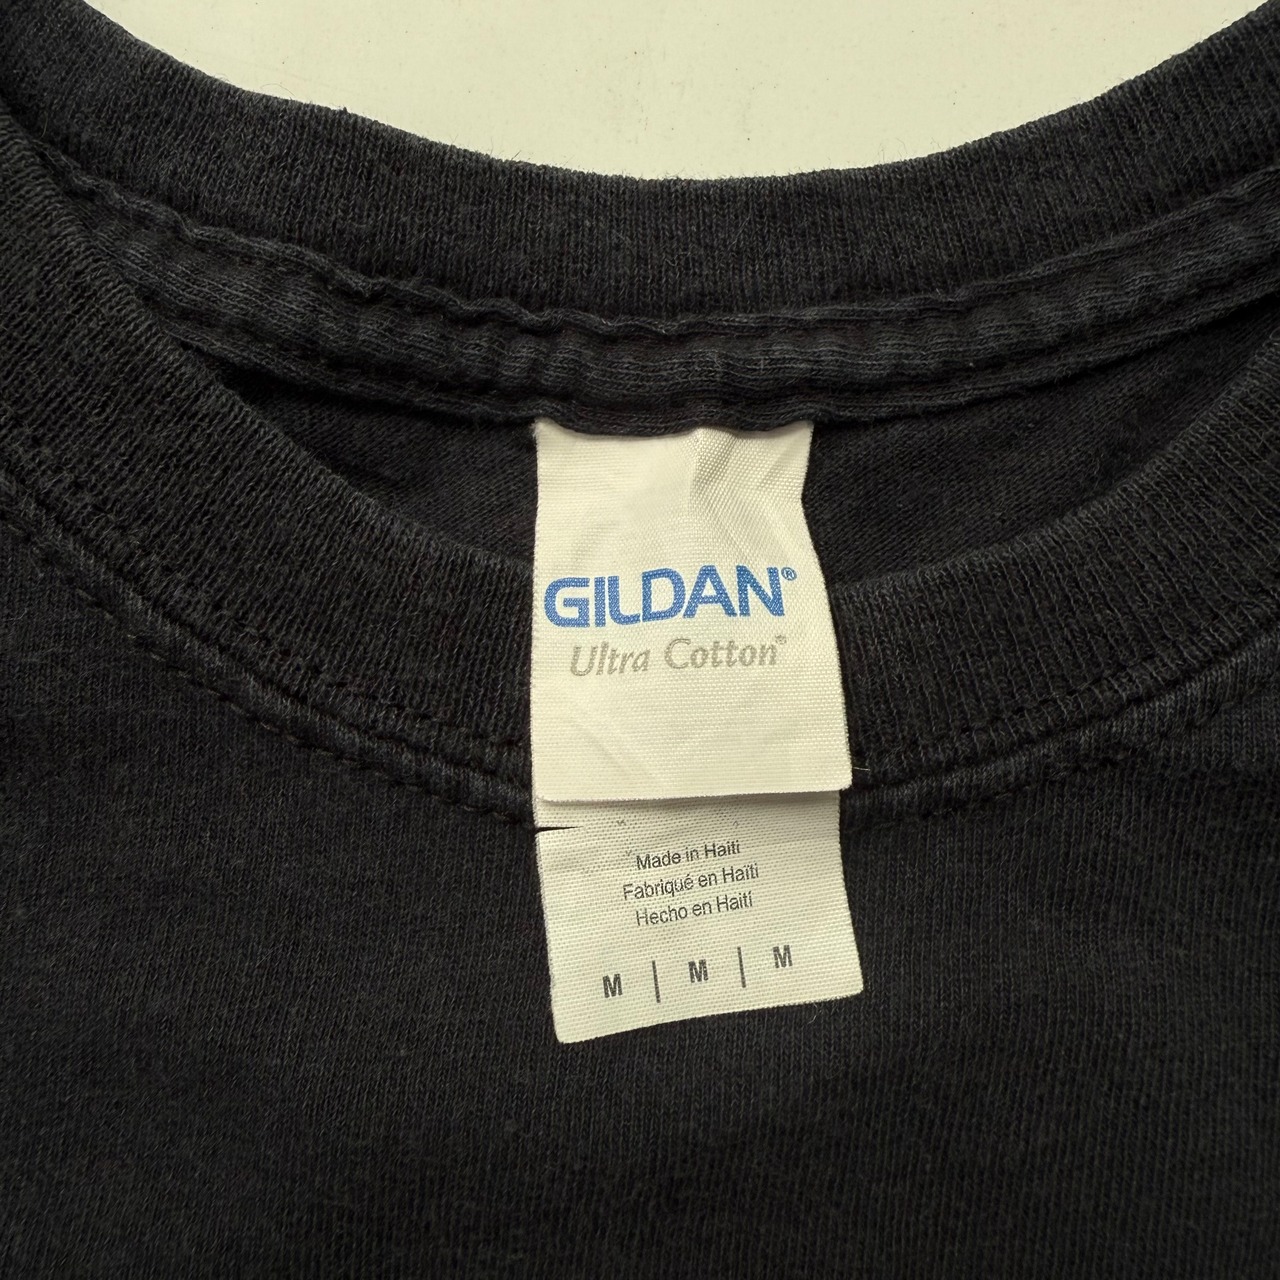 GILDAN®
Ultra Cotton®
Made in Haiti
Fabriqué en Haïti
Hecho en Haití
M | M | M